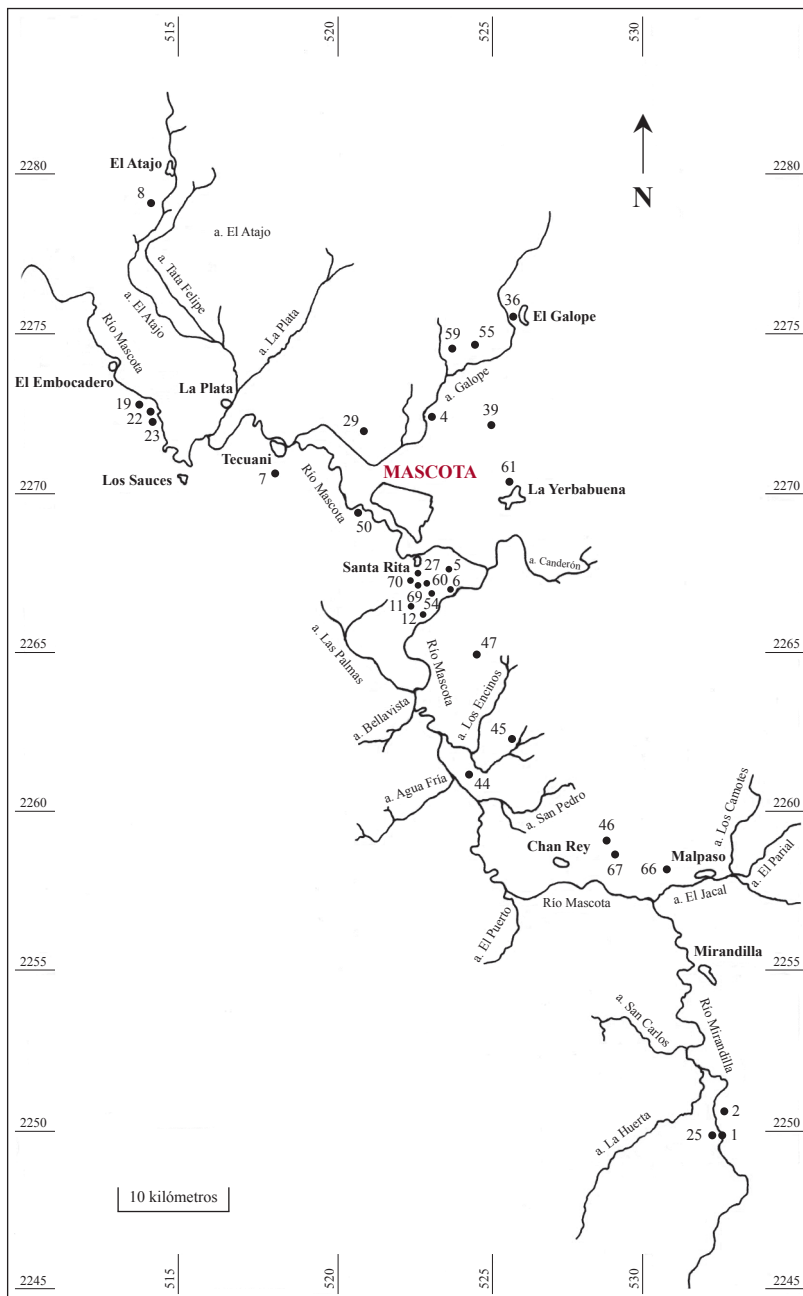 515
520
525
530
2280
2280
El Atajo
8
N
a. El Atajo
a. Tata Felipe
a. El Atajo
a. La Plata
36
El Galope
2275
2275
59
55
Río Mascota
a. Galope
El Embocadero
La Plata
19
22
23
29
4
39
Tecuani
7
Los Sauces
MASCOTA
61
La Yerbabuena
2270
2270
Río Mascota
50
Santa Rita
27
5
a. Canderón
70
60
6
69
54
11
12
2265
2265
a. Las Palmas
Río Mascota
47
a. Bellavista
a. Los Encinos
45
44
a. Agua Fría
a. San Pedro
2260
2260
a. Los Camotes
46
Chan Rey
67
66
Malpaso
a. El Parial
a. El Jacal
Río Mascota
a. El Puerto
2255
2255
Mirandilla
a. San Carlos
Río Mirandilla
2
2250
2250
25
1
a. La Huerta
10 kilómetros
2245
2245
515
520
525
530